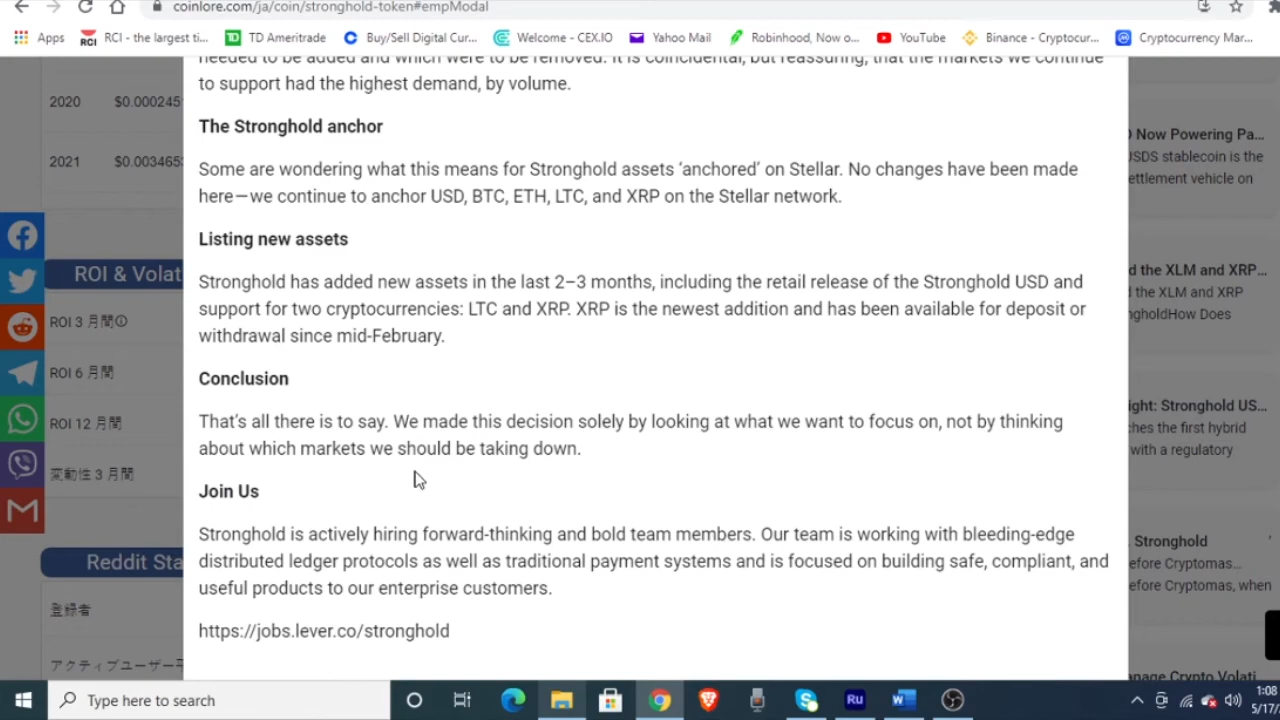 coinlore.com/ja/coin/stronghold-token#empModal
Apps
RCI - the largest ti...
TD Ameritrade
Buy/Sell Digital Cur...
Welcome - CEX.IO
Yahoo Mail
Robinhood, Now o...
YouTube
Binance - Cryptocur...
Cryptocurrency Mar...
needed to be added and which were to be removed. It is coincidental, but reassuring, that the markets we continue
to support had the highest demand, by volume.
The Stronghold anchor
Some are wondering what this means for Stronghold assets ‘anchored’ on Stellar. No changes have been made
here—we continue to anchor USD, BTC, ETH, LTC, and XRP on the Stellar network.
Listing new assets
Stronghold has added new assets in the last 2–3 months, including the retail release of the Stronghold USD and
support for two cryptocurrencies: LTC and XRP. XRP is the newest addition and has been available for deposit or
withdrawal since mid-February.
Conclusion
That’s all there is to say. We made this decision solely by looking at what we want to focus on, not by thinking
about which markets we should be taking down.
Join Us
Stronghold is actively hiring forward-thinking and bold team members. Our team is working with bleeding-edge
distributed ledger protocols as well as traditional payment systems and is focused on building safe, compliant, and
useful products to our enterprise customers.
https://jobs.lever.co/stronghold
2020 $0.000245
2021 $0.003465
ROI & Volat
ROI 3 月間
ROI 6 月間
ROI 12 月間
変動性 3 月間
Reddit Sta
登録者
アクティブユーザー
Now Powering Pa...
USDS stablecoin is the
ettlement vehicle on
d the XLM and XRP...
d the XLM and XRP
ngholdHow Does
ight: Stronghold US...
ches the first hybrid
with a regulatory
. Stronghold
efore Cryptomas...
efore Cryptomas, when
npage Crypto Volati
Type here to search
Ru
1:08
5/17/